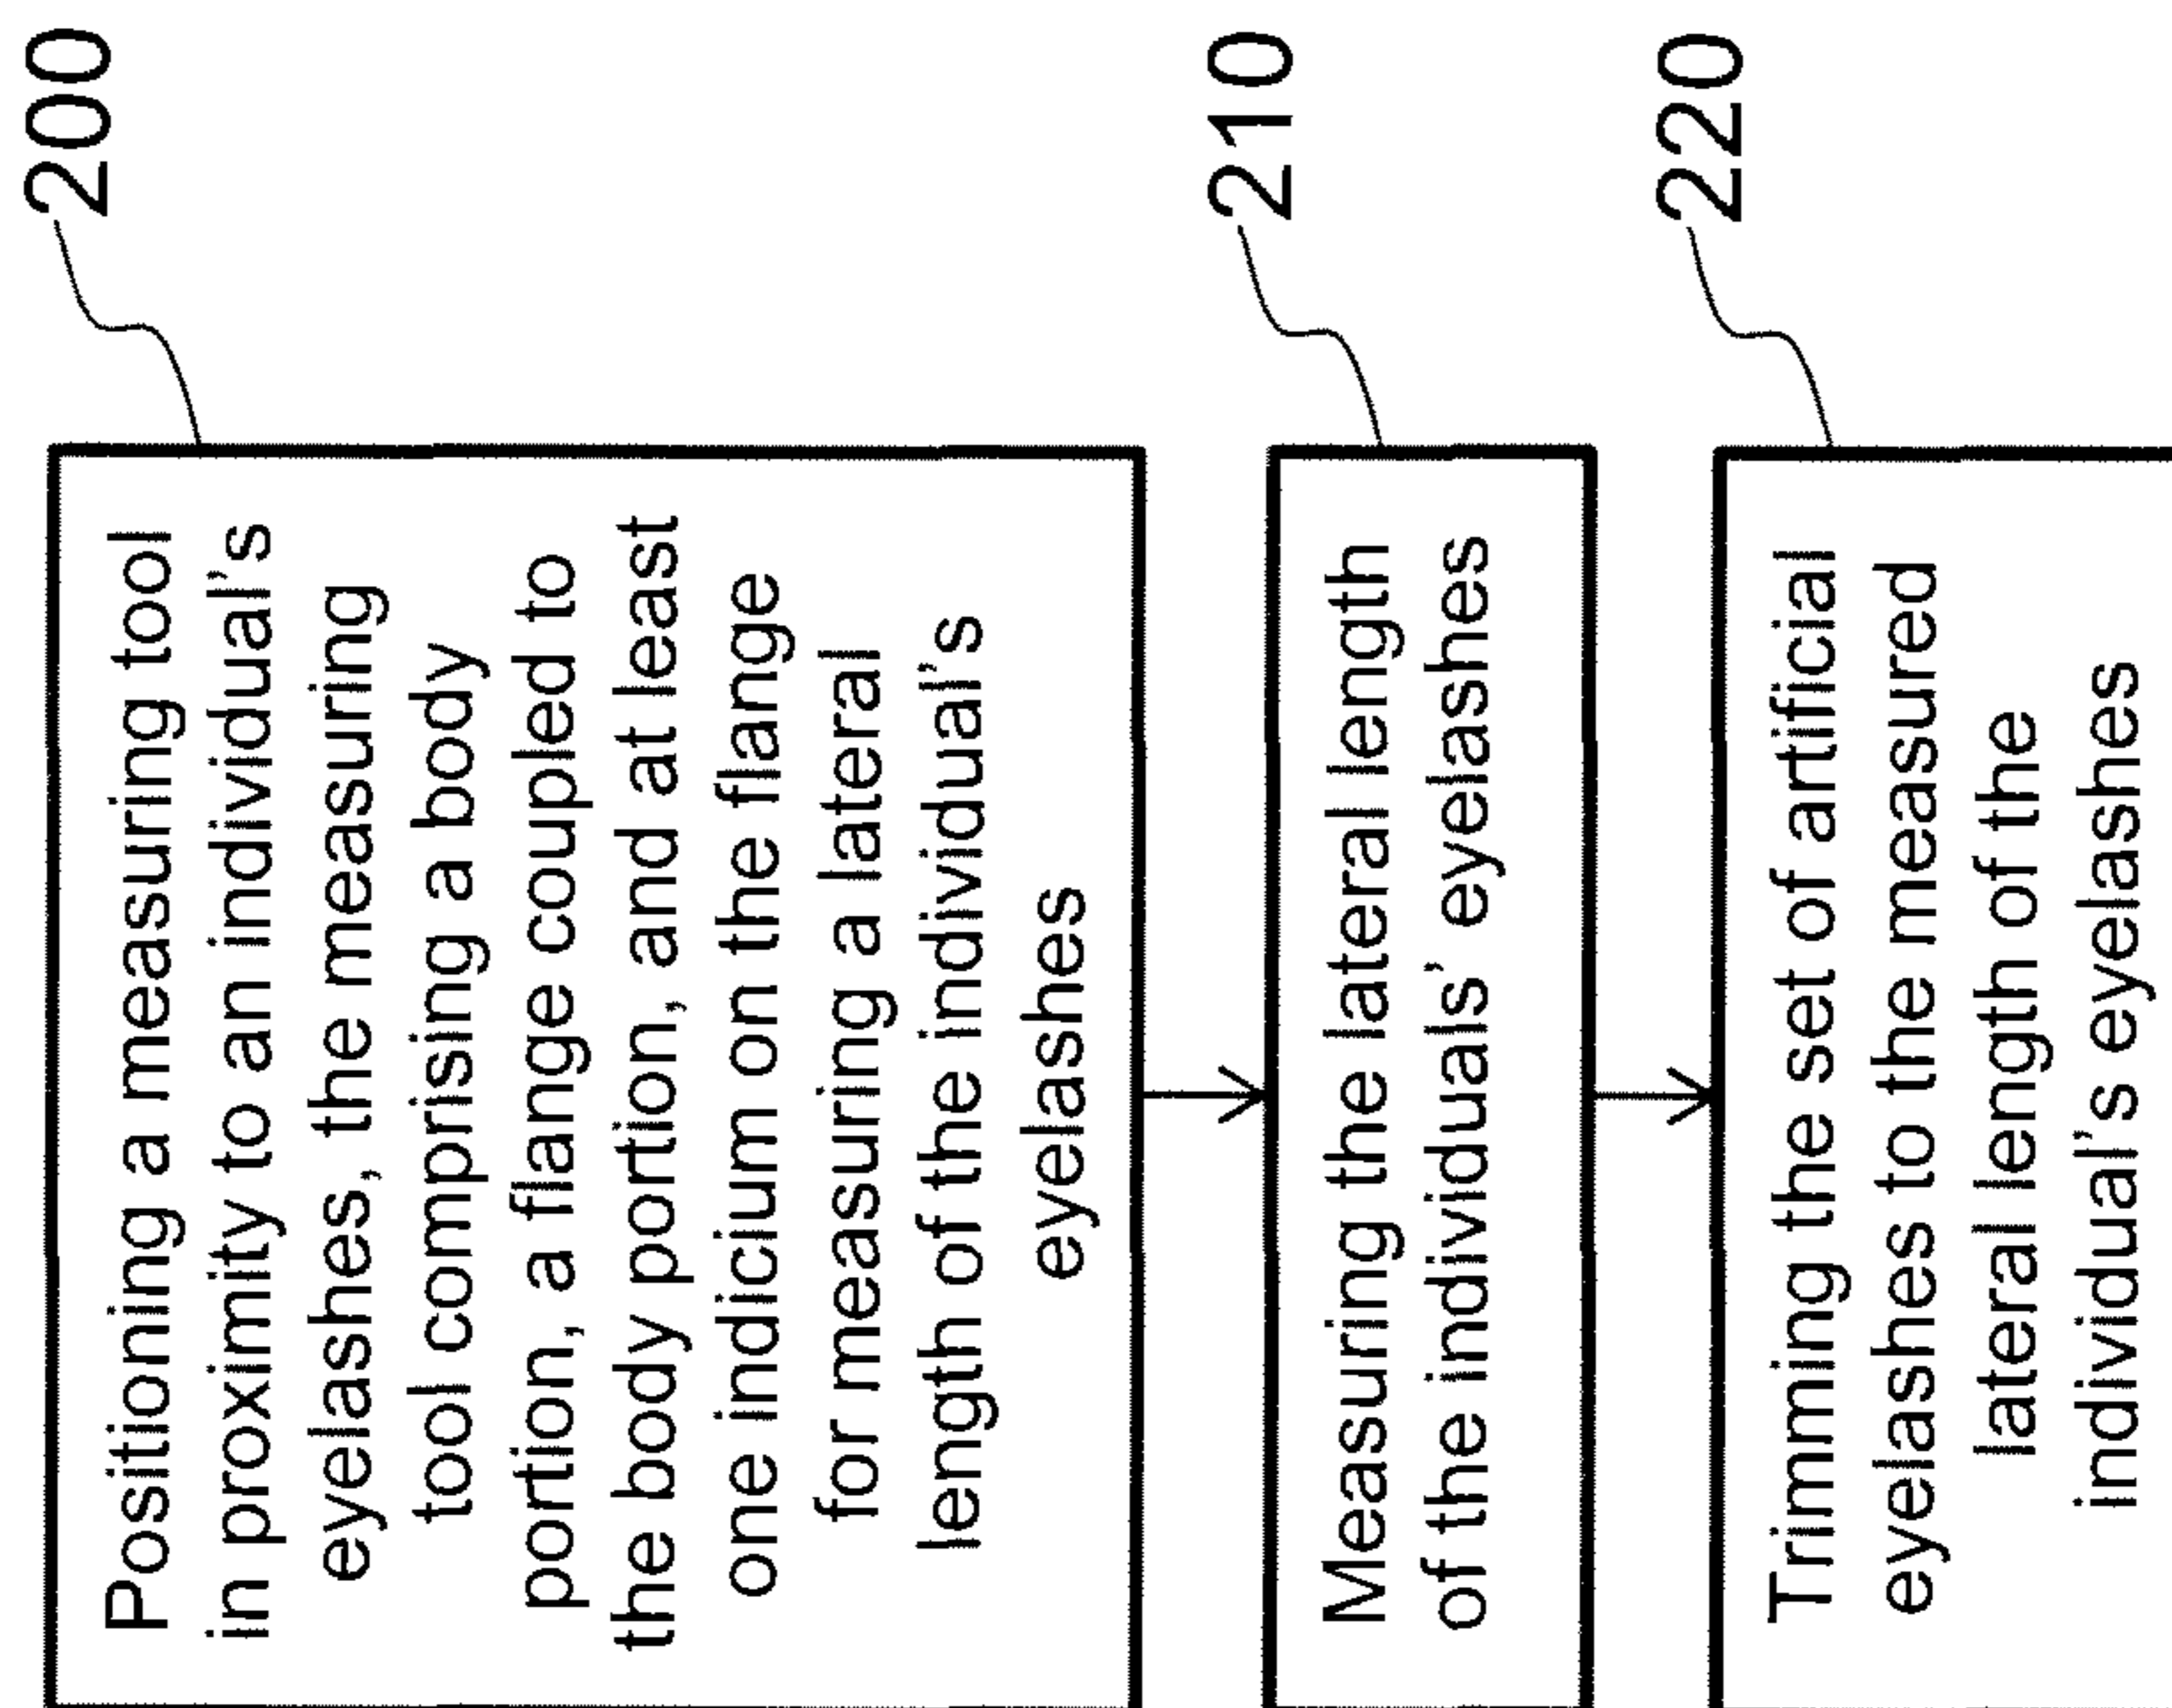 Positioning a measuring tool
in proximity to an individual's
eyelashes, the measuring
tool comprising a body
portion, a flange coupled to
the body portion, and at least
one indicium on the flange
for measuring a lateral
length of the individual's
eyelashes
200
Measuring the lateral length
of the individuals' eyelashes
210
Trimming the set of artificial
eyelashes to the measured
lateral length of the
individual's eyelashes
220